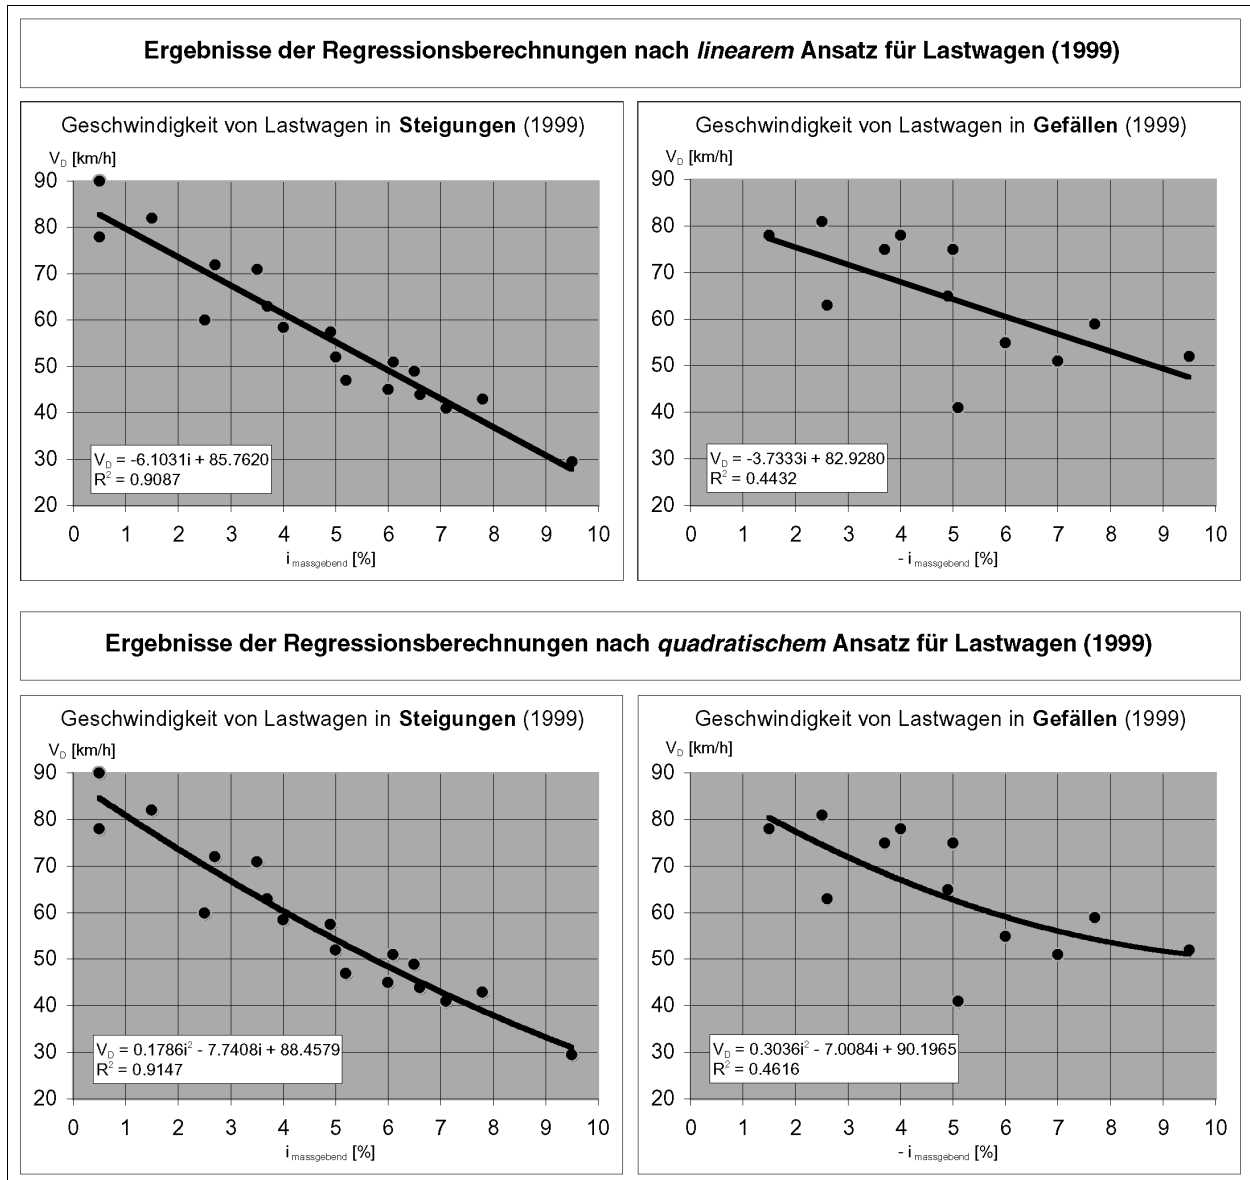 Ergebnisse der Regressionsberechnungen nach linearem Ansatz für Lastwagen (1999)
Geschwindigkeit von Lastwagen in Steigungen (1999)
V_D [km/h]
90
80
70
60
50
40
30
20
V_D = -6.1031i + 85.7620
R² = 0.9087
0 1 2 3 4 5 6 7 8 9 10
i massgebend [%]
Geschwindigkeit von Lastwagen in Gefällen (1999)
V_D [km/h]
90
80
70
60
50
40
30
20
V_D = -3.7333i + 82.9280
R² = 0.4432
0 1 2 3 4 5 6 7 8 9 10
- i massgebend [%]
Ergebnisse der Regressionsberechnungen nach quadratischem Ansatz für Lastwagen (1999)
Geschwindigkeit von Lastwagen in Steigungen (1999)
V_D [km/h]
90
80
70
60
50
40
30
20
V_D = 0.1786i² - 7.7408i + 88.4579
R² = 0.9147
0 1 2 3 4 5 6 7 8 9 10
i massgebend [%]
Geschwindigkeit von Lastwagen in Gefällen (1999)
V_D [km/h]
90
80
70
60
50
40
30
20
V_D = 0.3036i² - 7.0084i + 90.1965
R² = 0.4616
0 1 2 3 4 5 6 7 8 9 10
- i massgebend [%]